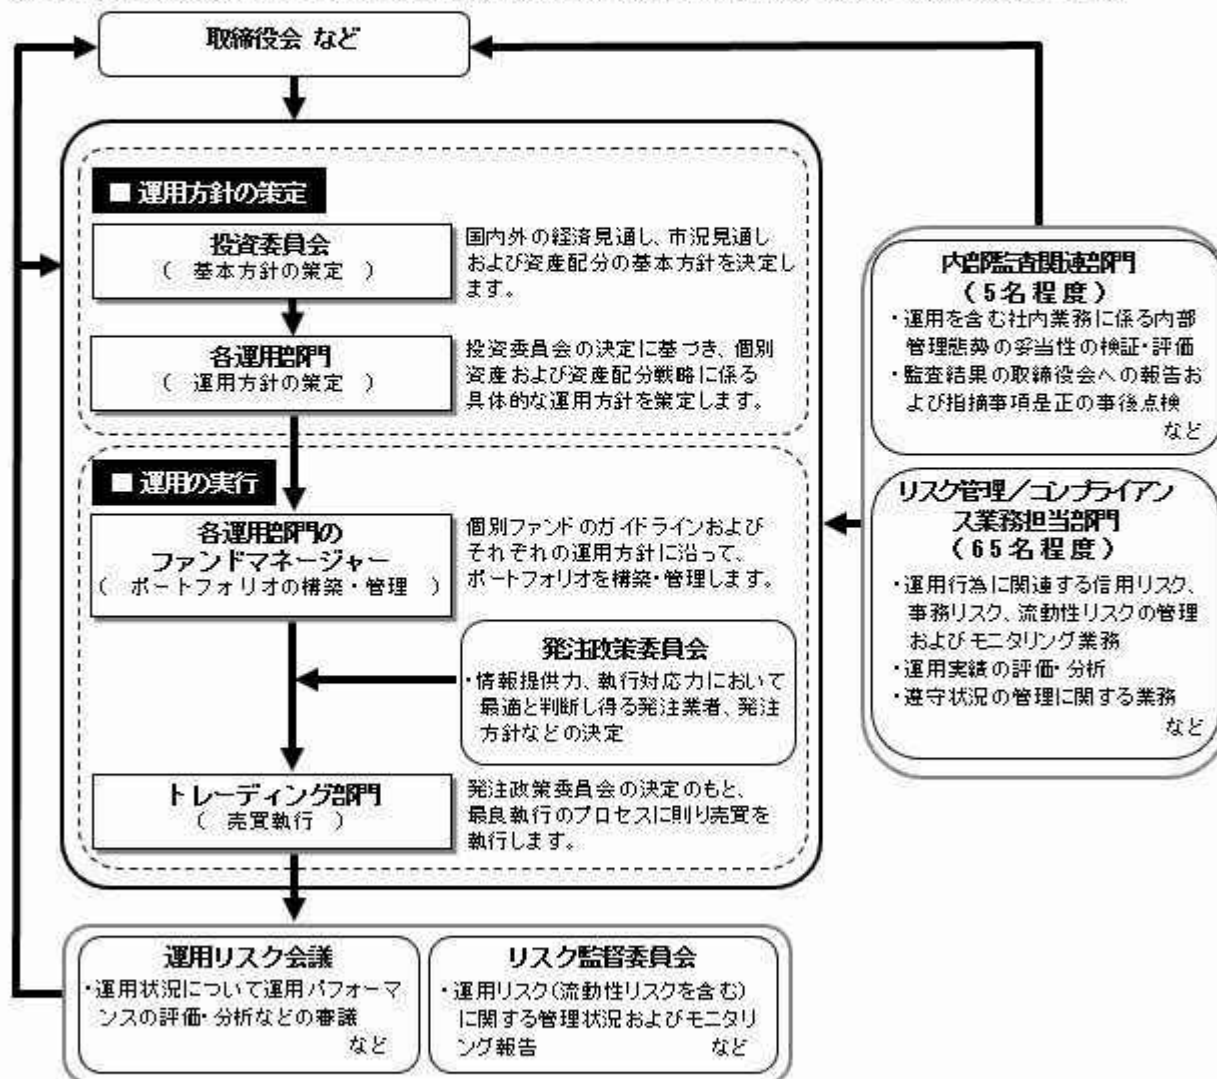 取締役会 など
■ 運用方針の策定
投資委員会
( 基本方針の策定 )
国内外の経済見通し、市況見通し
および資産配分の基本方針を決定し
ます。
各運用部門
( 運用方針の策定 )
投資委員会の決定に基づき、個別
資産および資産配分戦略に係る
具体的な運用方針を策定します。
■ 運用の実行
各運用部門の
ファンドマネージャー
( ポートフォリオの構築・管理 )
個別ファンドのガイドラインおよび
それぞれの運用方針に沿って、
ポートフォリオを構築・管理します。
発注政策委員会
・情報提供力、執行対応力において
最適と判断し得る発注業者、発注
方針などの決定
トレーディング部門
( 売買執行 )
発注政策委員会の決定のもと、
最良執行のプロセスに則り売買を
執行します。
内部監査関連部門
(5名程度)
・運用を含む社内業務に係る内部
管理態勢の妥当性の検証・評価
・監査結果の取締役会への報告お
よび指摘事項是正の事後点検
など
リスク管理/コンプライアン
ス業務担当部門
(65名程度)
・運用行為に関連する信用リスク、
事務リスク、流動性リスクの管理
およびモニタリング業務
・運用実績の評価・分析
・遵守状況の管理に関する業務
など
運用リスク会議
・運用状況について運用パフォーマ
ンスの評価・分析などの審議
など
リスク監督委員会
・運用リスク(流動性リスクを含む)
に関する管理状況およびモニタリ
ング報告 など